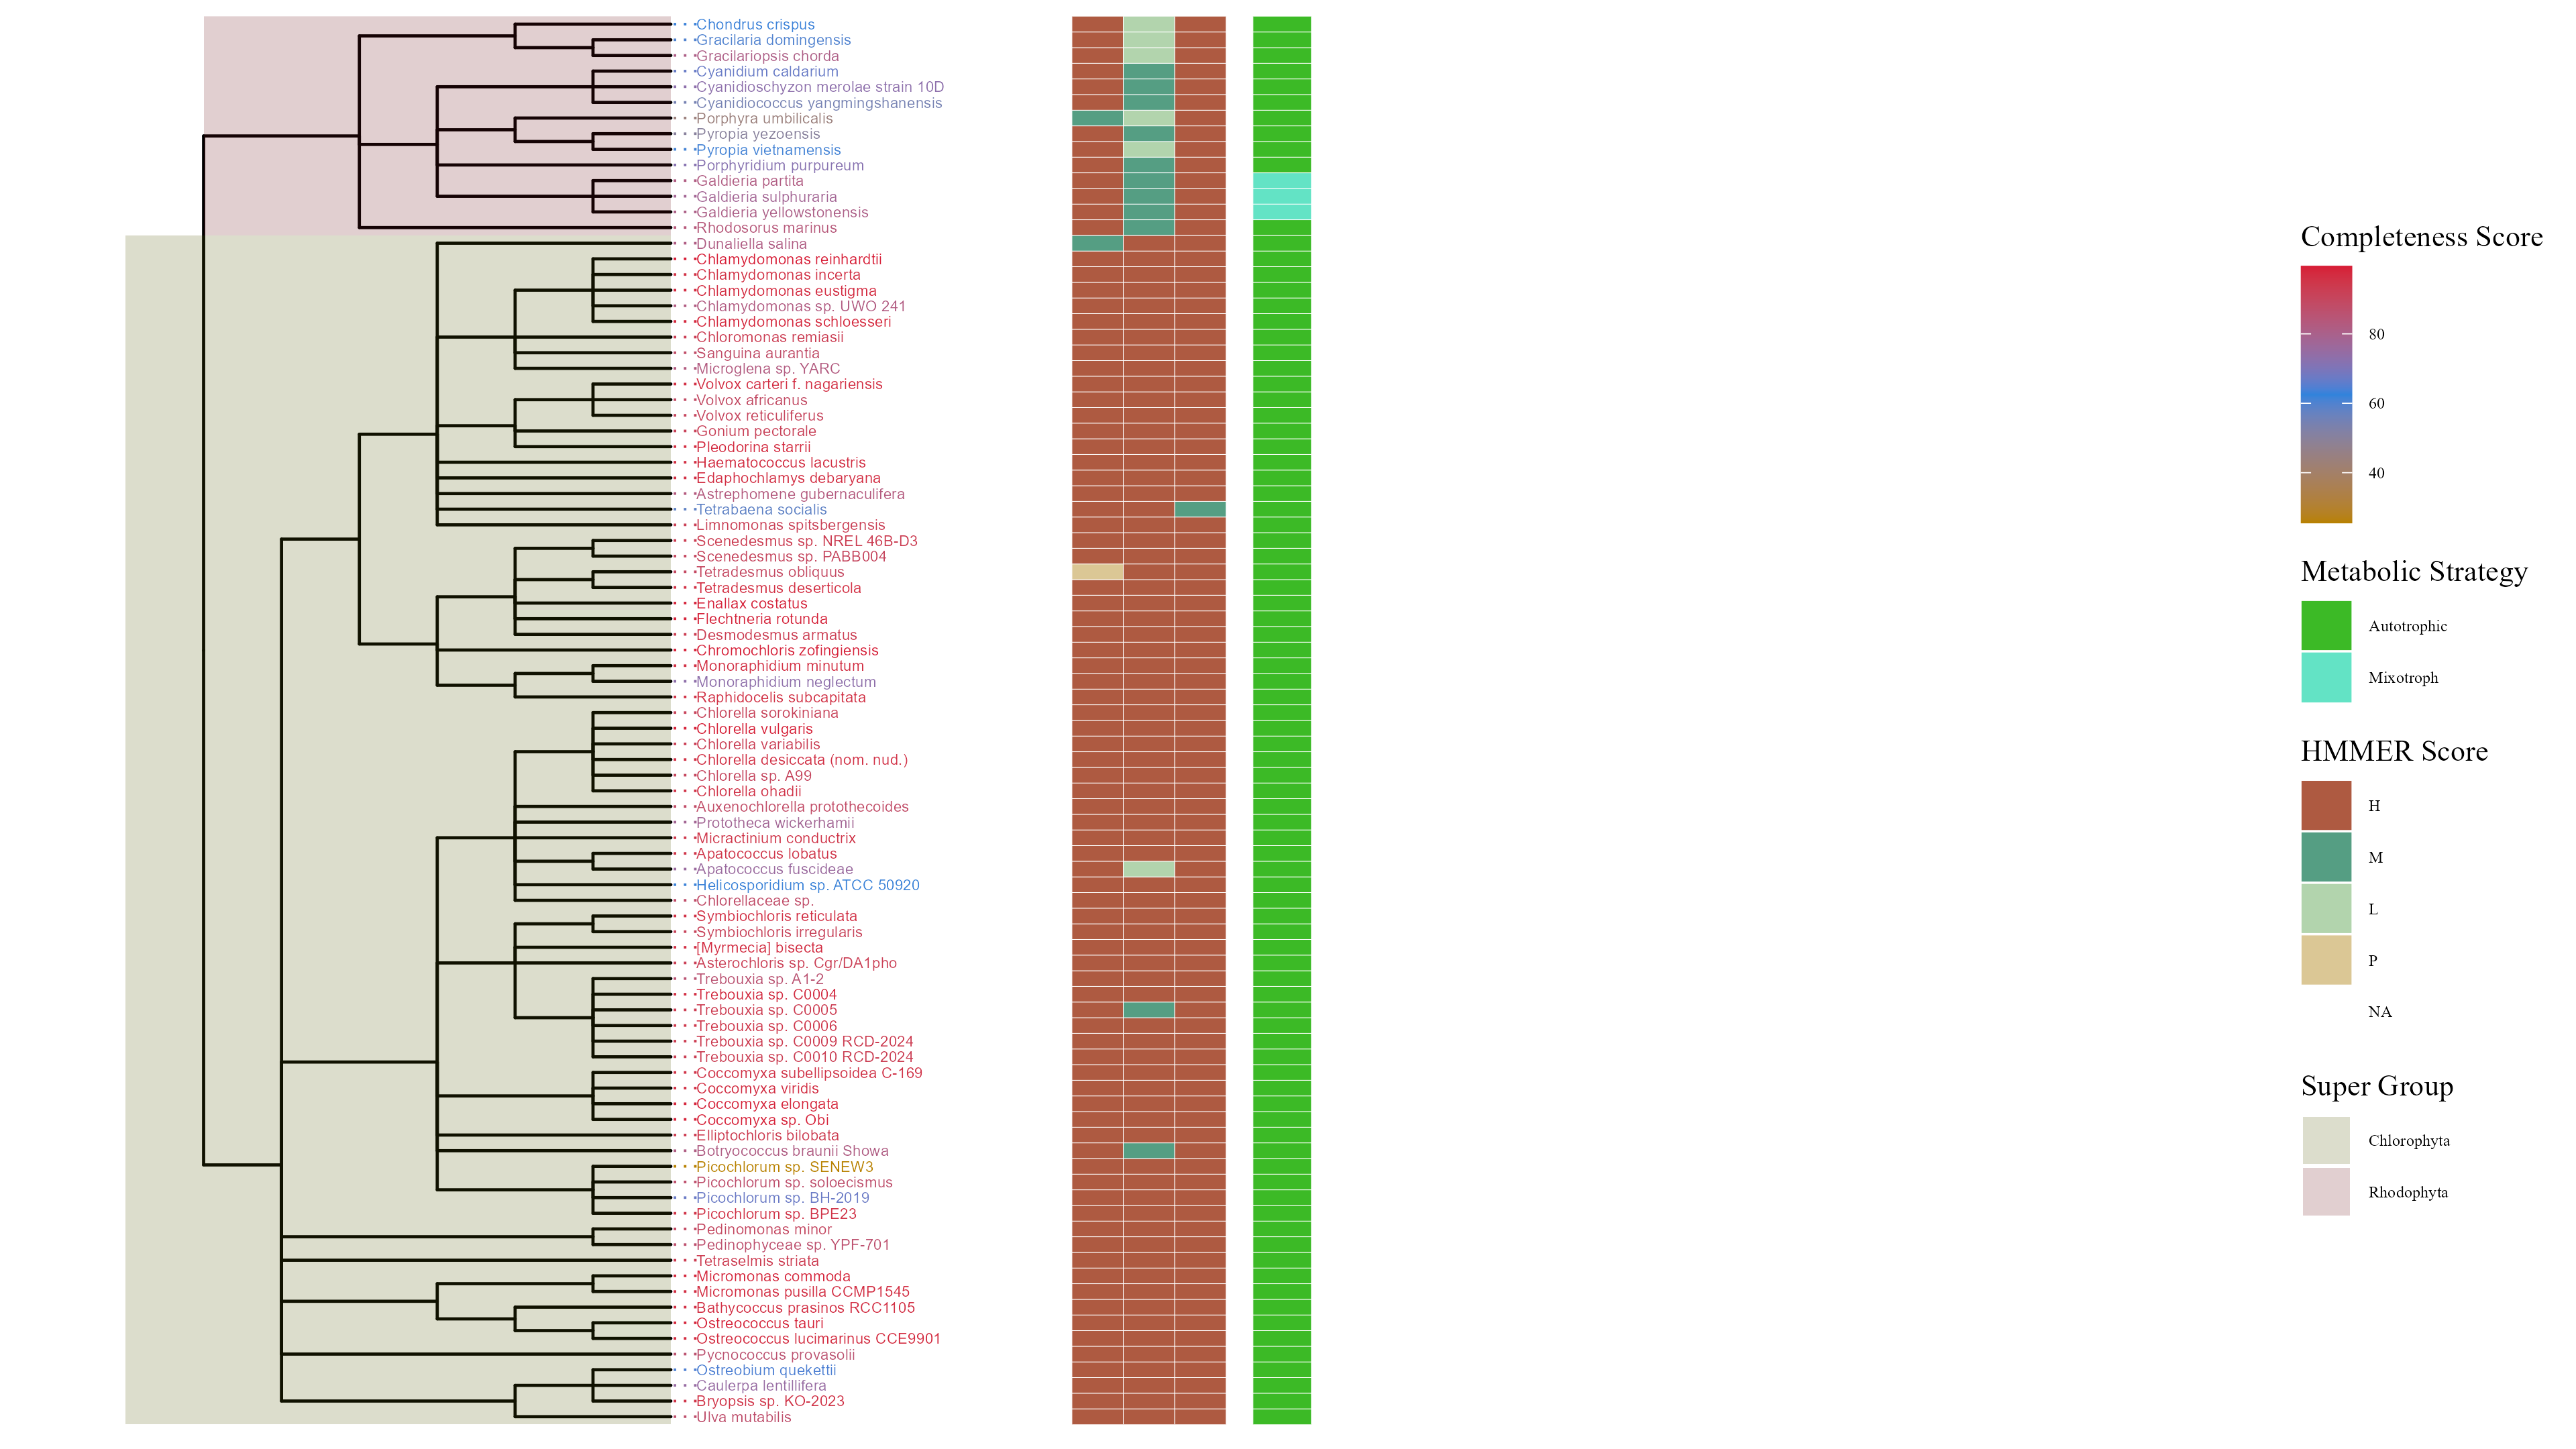 Chondrus crispus
Gracilaria domingensis
Gracilariopsis chorda
Cyanidium caldarium
Cyanidioschyzon merolae strain 10D
Cyanidiococcus yangmingshanensis
Porphyra umbilicalis
Pyropia yezoensis
Pyropia vietnamensis
Porphyridium purpureum
Galdieria partita
Galdieria sulphuraria
Galdieria yellowstonensis
Rhodosorus marinus
Dunaliella salina
Chlamydomonas reinhardtii
Chlamydomonas incerta
Chlamydomonas eustigma
Chlamydomonas sp. UWO 241
Chlamydomonas schloesseri
Chloromonas remiasii
Sanguina aurantia
Microglena sp. YARC
Volvox carteri f. nagariensis
Volvox africanus
Volvox reticuliferus
Gonium pectorale
Pleodorina starrii
Haematococcus lacustris
Edaphochlamys debaryana
Astrephomene gubernaculifera
Tetrabaena socialis
Limnomonas spitsbergensis
Scenedesmus sp. NREL 46B-D3
Scenedesmus sp. PABB004
Tetradesmus obliquus
Tetradesmus deserticola
Enallax costatus
Flechtneria rotunda
Desmodesmus armatus
Chromochloris zofingiensis
Monoraphidium minutum
Monoraphidium neglectum
Raphidocelis subcapitata
Chlorella sorokiniana
Chlorella vulgaris
Chlorella variabilis
Chlorella desiccata (nom. nud.)
Chlorella sp. A99
Chlorella ohadii
Auxenochlorella protothecoides
Prototheca wickerhamii
Micractinium conductrix
Apatococcus lobatus
Apatococcus fuscideae
Helicosporidium sp. ATCC 50920
Chlorellaceae sp.
Symbiochloris reticulata
Symbiochloris irregularis
[Myrmecia] bisecta
Asterochloris sp. Cgr/DA1pho
Trebouxia sp. A1-2
Trebouxia sp. C0004
Trebouxia sp. C0005
Trebouxia sp. C0006
Trebouxia sp. C0009 RCD-2024
Trebouxia sp. C0010 RCD-2024
Coccomyxa subellipsoidea C-169
Coccomyxa viridis
Coccomyxa elongata
Coccomyxa sp. Obi
Elliptochloris bilobata
Botryococcus braunii Showa
Picochlorum sp. SENEW3
Picochlorum sp. soloecismus
Picochlorum sp. BH-2019
Picochlorum sp. BPE23
Pedinomonas minor
Pedinophyceae sp. YPF-701
Tetraselmis striata
Micromonas commoda
Micromonas pusilla CCMP1545
Bathycoccus prasinos RCC1105
Ostreococcus tauri
Ostreococcus lucimarinus CCE9901
Pycnococcus provasolii
Ostreobium quekettii
Caulerpa lentillifera
Bryopsis sp. KO-2023
Ulva mutabilis
Completeness Score
80
60
40
Metabolic Strategy
Autotrophic
Mixotroph
HMMER Score
H
M
L
P
NA
Super Group
Chlorophyta
Rhodophyta